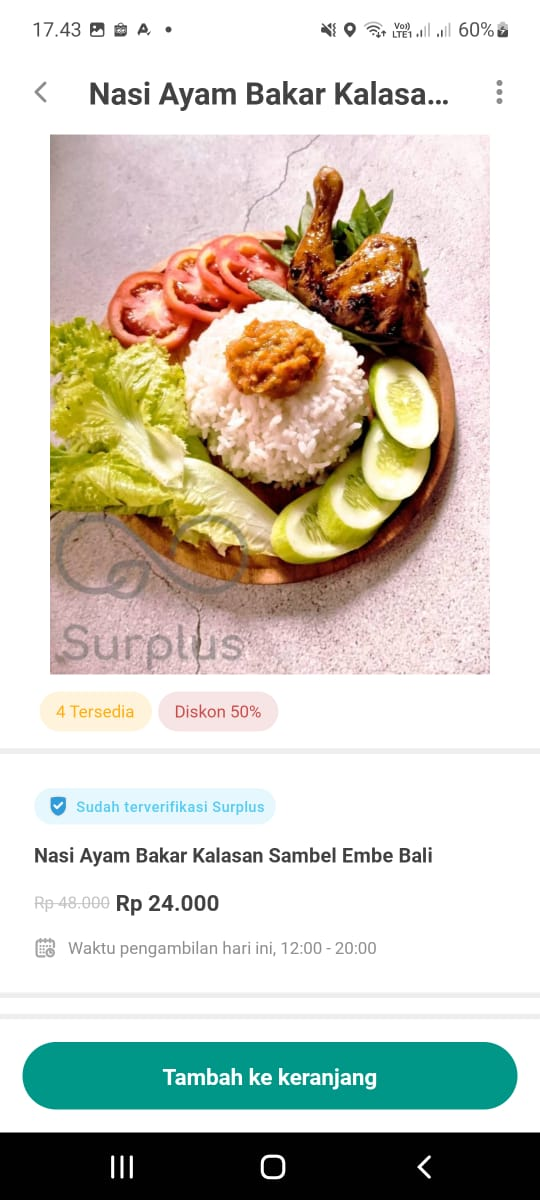 17.43
Vo))
LTE1
60%
Nasi Ayam Bakar Kalasa...
Surplus
4 Tersedia
Diskon 50%
Sudah terverifikasi Surplus
Nasi Ayam Bakar Kalasan Sambel Embe Bali
Rp 48.000 Rp 24.000
Waktu pengambilan hari ini, 12:00 - 20:00
Tambah ke keranjang